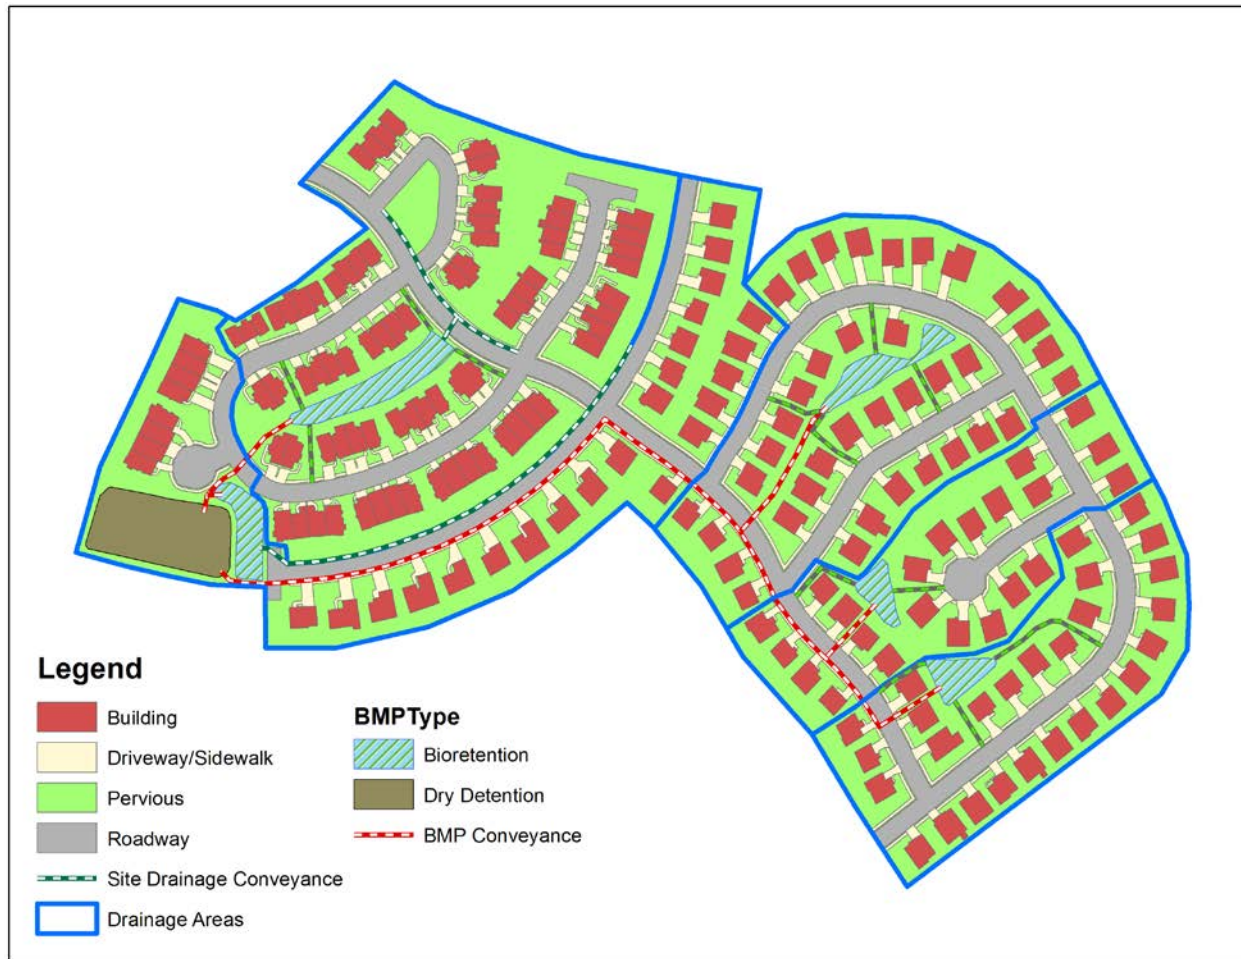 Legend
Building
Driveway/Sidewalk
Pervious
Roadway
Site Drainage Conveyance
Drainage Areas
BMPType
Bioretention
Dry Detention
BMP Conveyance